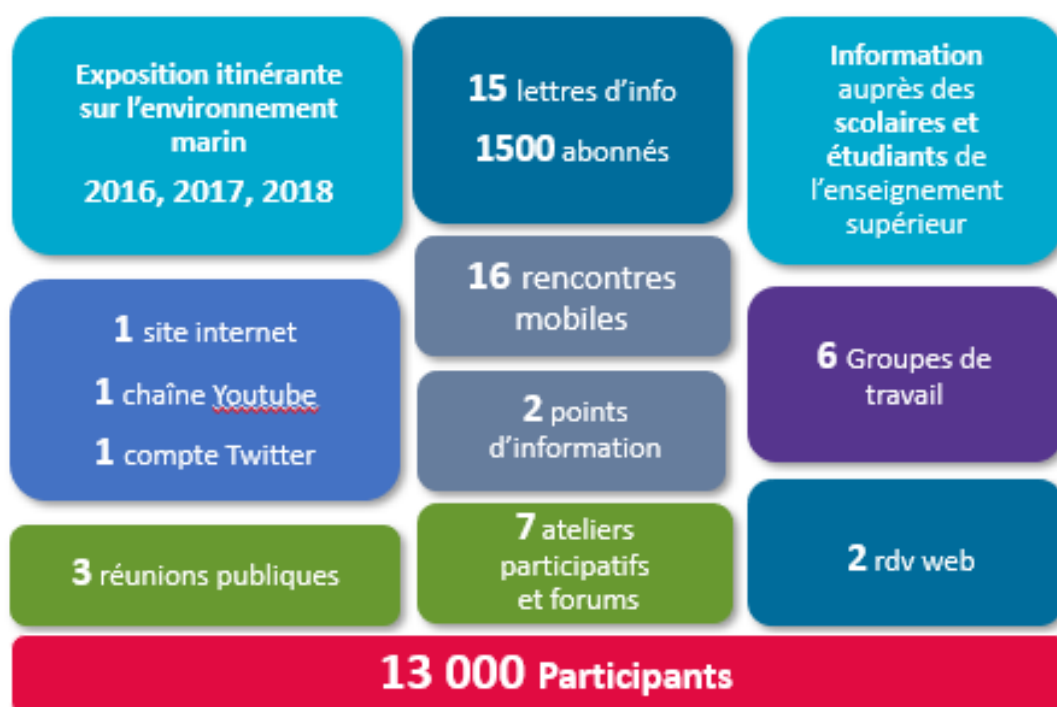 Exposition itinérante
sur l'environnement
marin
2016, 2017, 2018
15 lettres d'info
1500 abonnés
Information
auprès des
scolaires et
étudiants de
l'enseignement
supérieur
16 rencontres
mobiles
1 site internet
1 chaîne Youtube
1 compte Twitter
6 Groupes de
travail
2 points
d'information
3 réunions publiques
7 ateliers
participatifs
et forums
2 rdv web
13 000 Participants